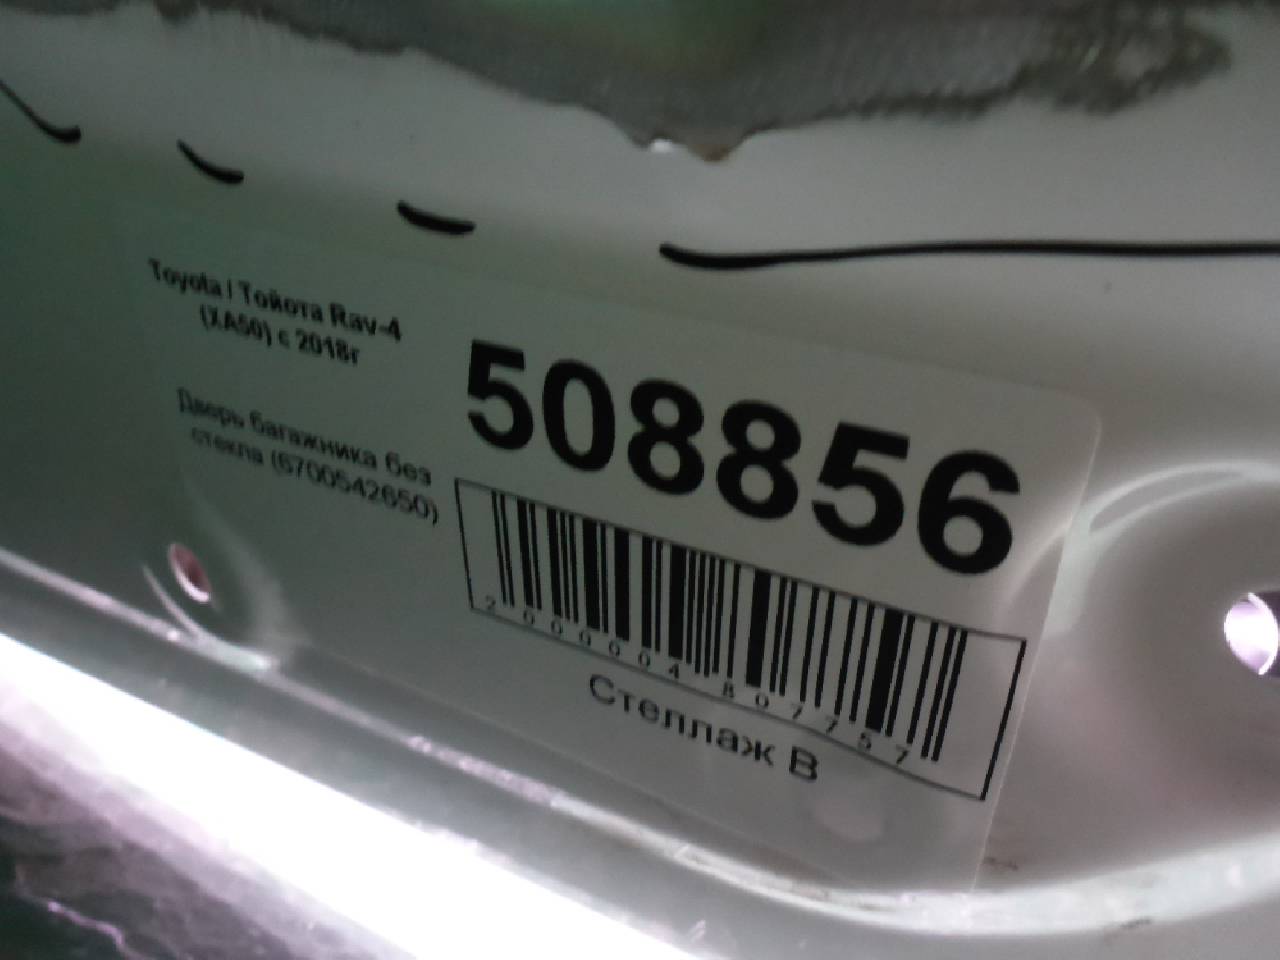 Toyota / Тойота Rav-4
(XA50) с 2018г
508856
Дверь багажника без
стекла (6700542650)
2000004807757
Стеллаж В